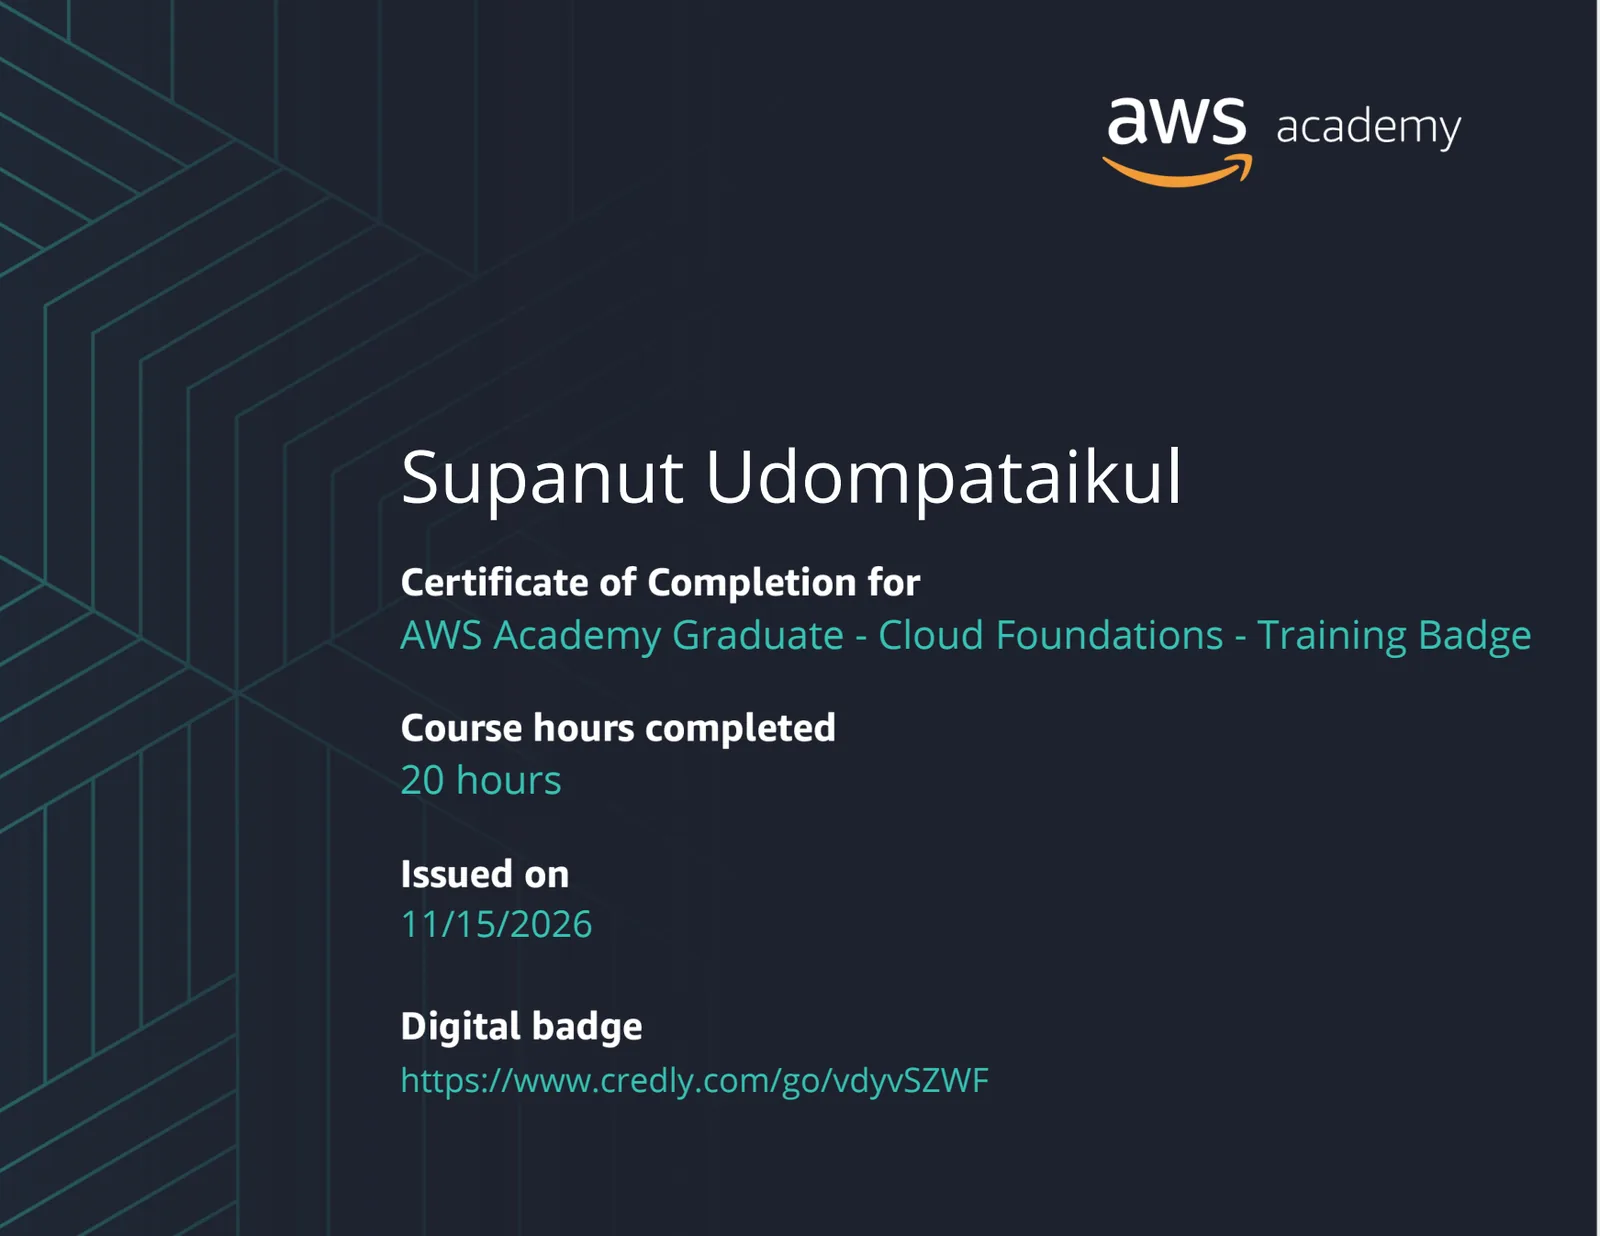 aws academy
Supanut Udompataikul
Certificate of Completion for
AWS Academy Graduate - Cloud Foundations - Training Badge
Course hours completed
20 hours
Issued on
11/15/2026
Digital badge
https://www.credly.com/go/vdyvSZWF